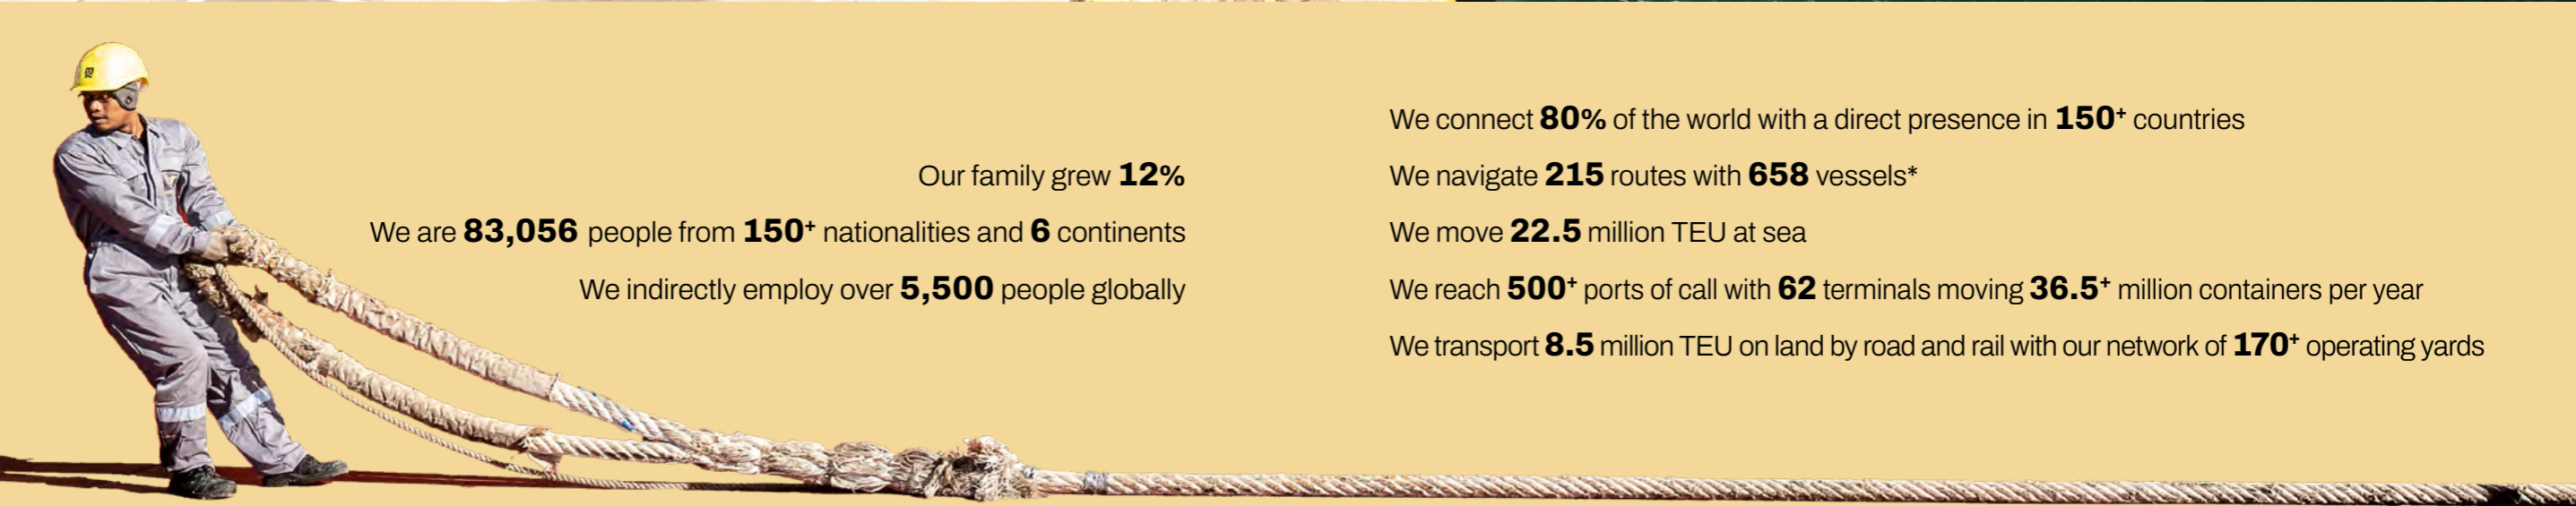 Our family grew 12%
We are 83,056 people from 150+ nationalities and 6 continents
We indirectly employ over 5,500 people globally
We connect 80% of the world with a direct presence in 150+ countries
We navigate 215 routes with 658 vessels*
We move 22.5 million TEU at sea
We reach 500+ ports of call with 62 terminals moving 36.5+ million containers per year
We transport 8.5 million TEU on land by road and rail with our network of 170+ operating yards